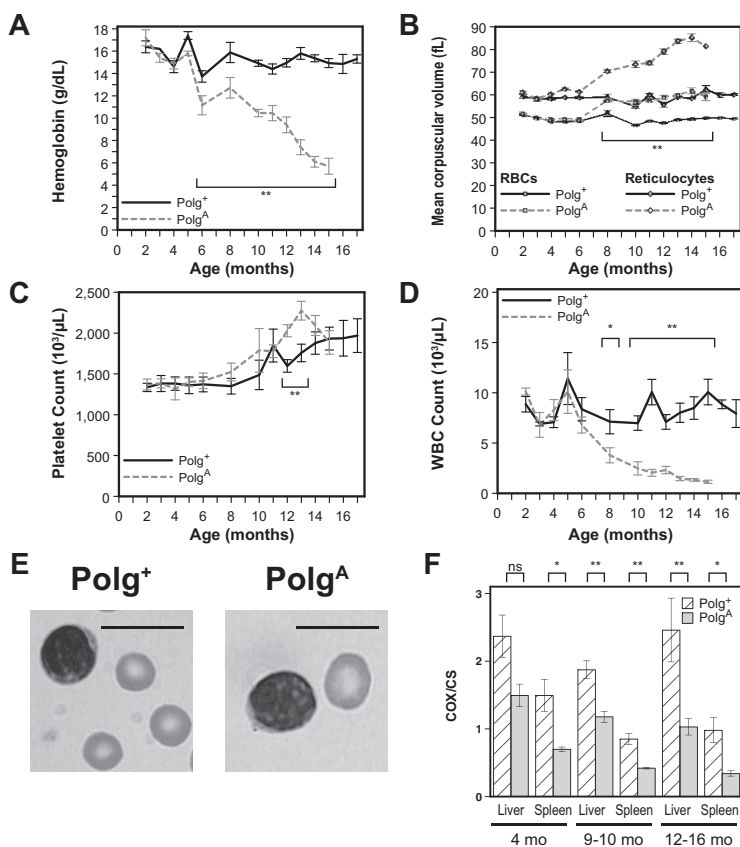 A
18
17
16
14
12
10
8
6
4
2
0
Hemoglobin (g/dL)
**
Polg+
PolgA
0 2 4 6 8 10 12 14 16
Age (months)
B
90
80
70
60
50
40
30
20
10
0
Mean corpuscular volume (fL)
**
RBCs
Polg+
PolgA
Reticulocytes
Polg+
PolgA
0 2 4 6 8 10 12 14 16
Age (months)
C
2,500
2,000
1,500
1,000
500
0
Platelet Count (10³/µL)
**
Polg+
PolgA
0 2 4 6 8 10 12 14 16
Age (months)
D
20
15
10
5
0
WBC Count (10³/µL)
Polg+
PolgA
* **
0 2 4 6 8 10 12 14 16
Age (months)
E
Polg+ PolgA
F
ns * ** ** ** *
3
2
1
0
COX/CS
Polg+
PolgA
Liver Spleen Liver Spleen Liver Spleen
4 mo 9-10 mo 12-16 mo